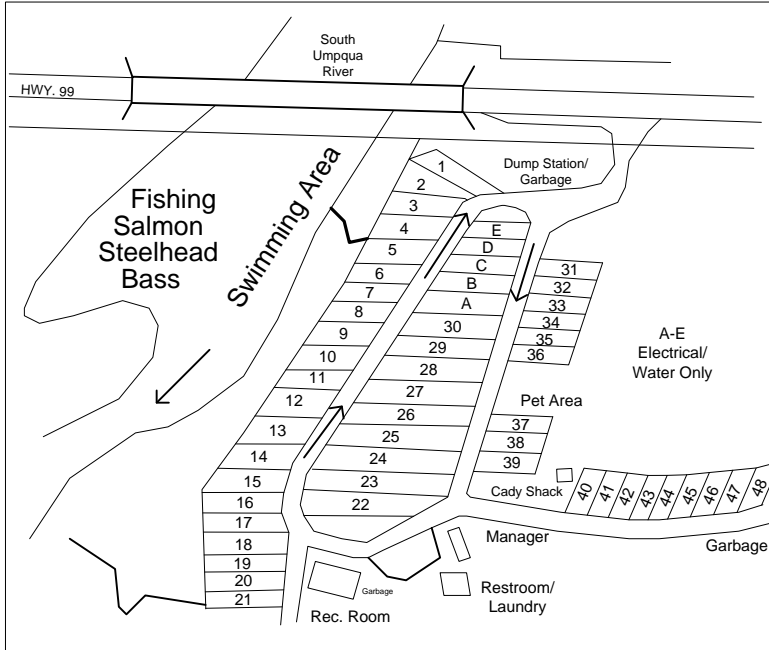 South
Umpqua
River
HWY. 99
Fishing
Salmon
Steelhead
Bass
Swimming Area
Dump Station/
Garbage
1
2
3
4
5
6
7
8
9
10
11
12
13
14
15
16
17
18
19
20
21
E
D
C
B
A
30
29
28
27
26
25
24
23
22
31
32
33
34
35
36
A-E
Electrical/
Water Only
Pet Area
37
38
39
Cady Shack
40
41
42
43
44
45
46
47
48
Manager
Garbage
Restroom/
Laundry
Garbage
Rec. Room